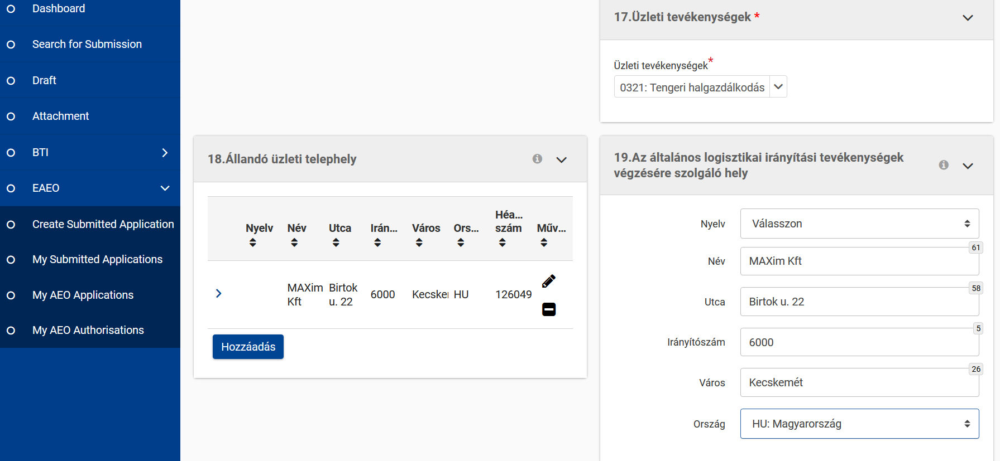 Dashboard
Search for Submission
Draft
Attachment
BTI
EAEO
Create Submitted Application
My Submitted Applications
My AEO Applications
My AEO Authorisations
17.Üzleti tevékenységek *
Üzleti tevékenységek*
0321: Tengeri halgazdálkodás
18.Állandó üzleti telephely
Nyelv Név Utca Irán... Város Ors... Héa... szám Műv...
MAXim Kft Birtok u. 22 6000 Kecske HU 126049
Hozzáadás
19.Az általános logisztikai irányítási tevékenységek
végzésére szolgáló hely
Nyelv Válasszon
61
Név MAXim Kft
58
Utca Birtok u. 22
5
Irányítószám 6000
26
Város Kecskemét
Ország HU: Magyarország